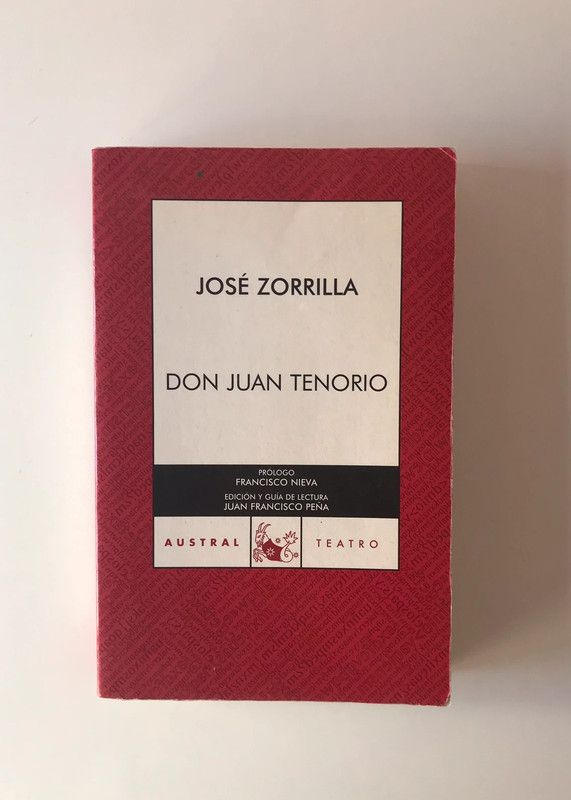 JOSÉ ZORRILLA
DON JUAN TENORIO
PRÓLOGO
FRANCISCO NIEVA
EDICIÓN Y GUÍA DE LECTURA
JUAN FRANCISCO PEÑA
AUSTRAL TEATRO